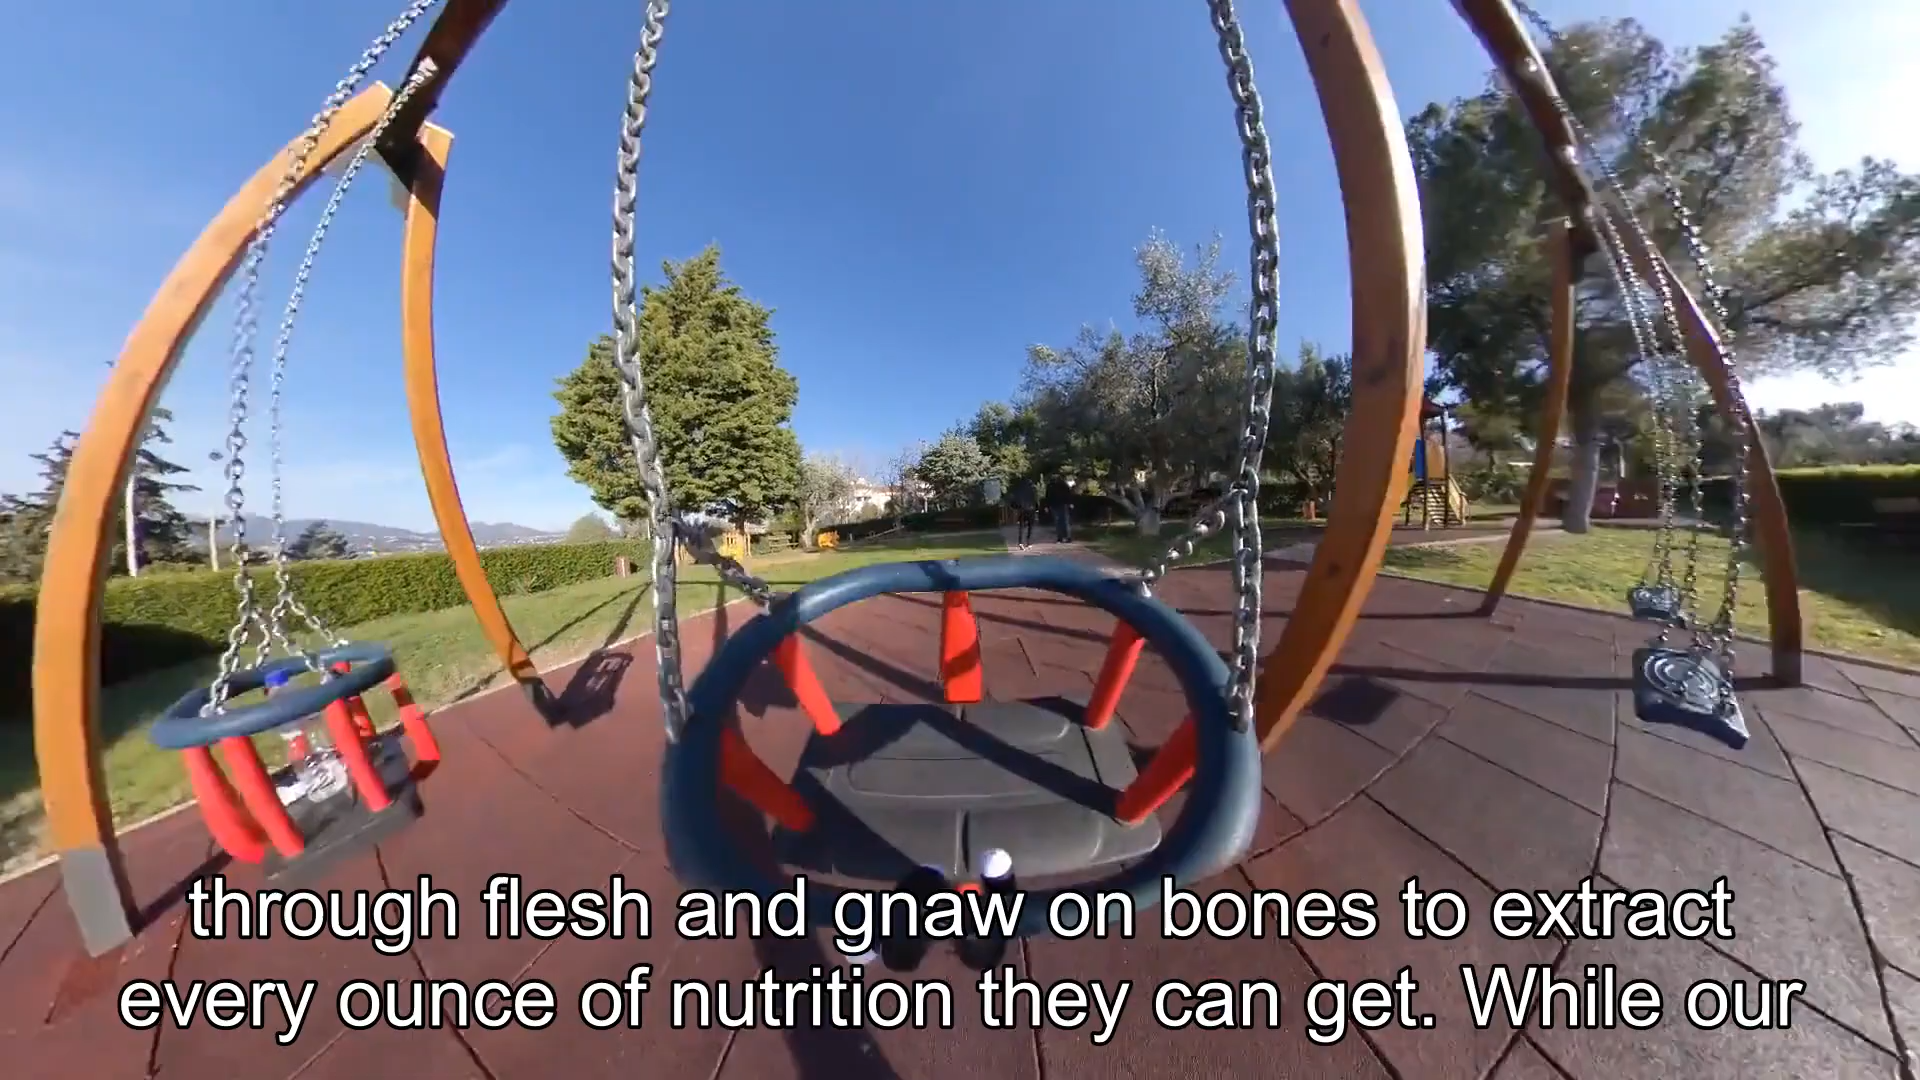 through flesh and gnaw on bones to extract
every ounce of nutrition they can get. While our